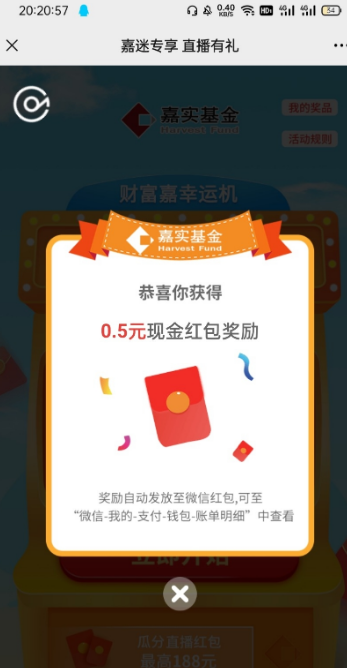 20:20:57
0.40
KB/S
HD
4G
4G
54
嘉迷专享 直播有礼
嘉实基金
Harvest Fund
我的奖品
活动规则
财富嘉幸运机
嘉实基金
Harvest Fund
恭喜你获得
0.5元现金红包奖励
奖励自动发放至微信红包,可至
“微信-我的-支付-钱包-账单明细”中查看
立即开始
瓜分直播红包
最高188元